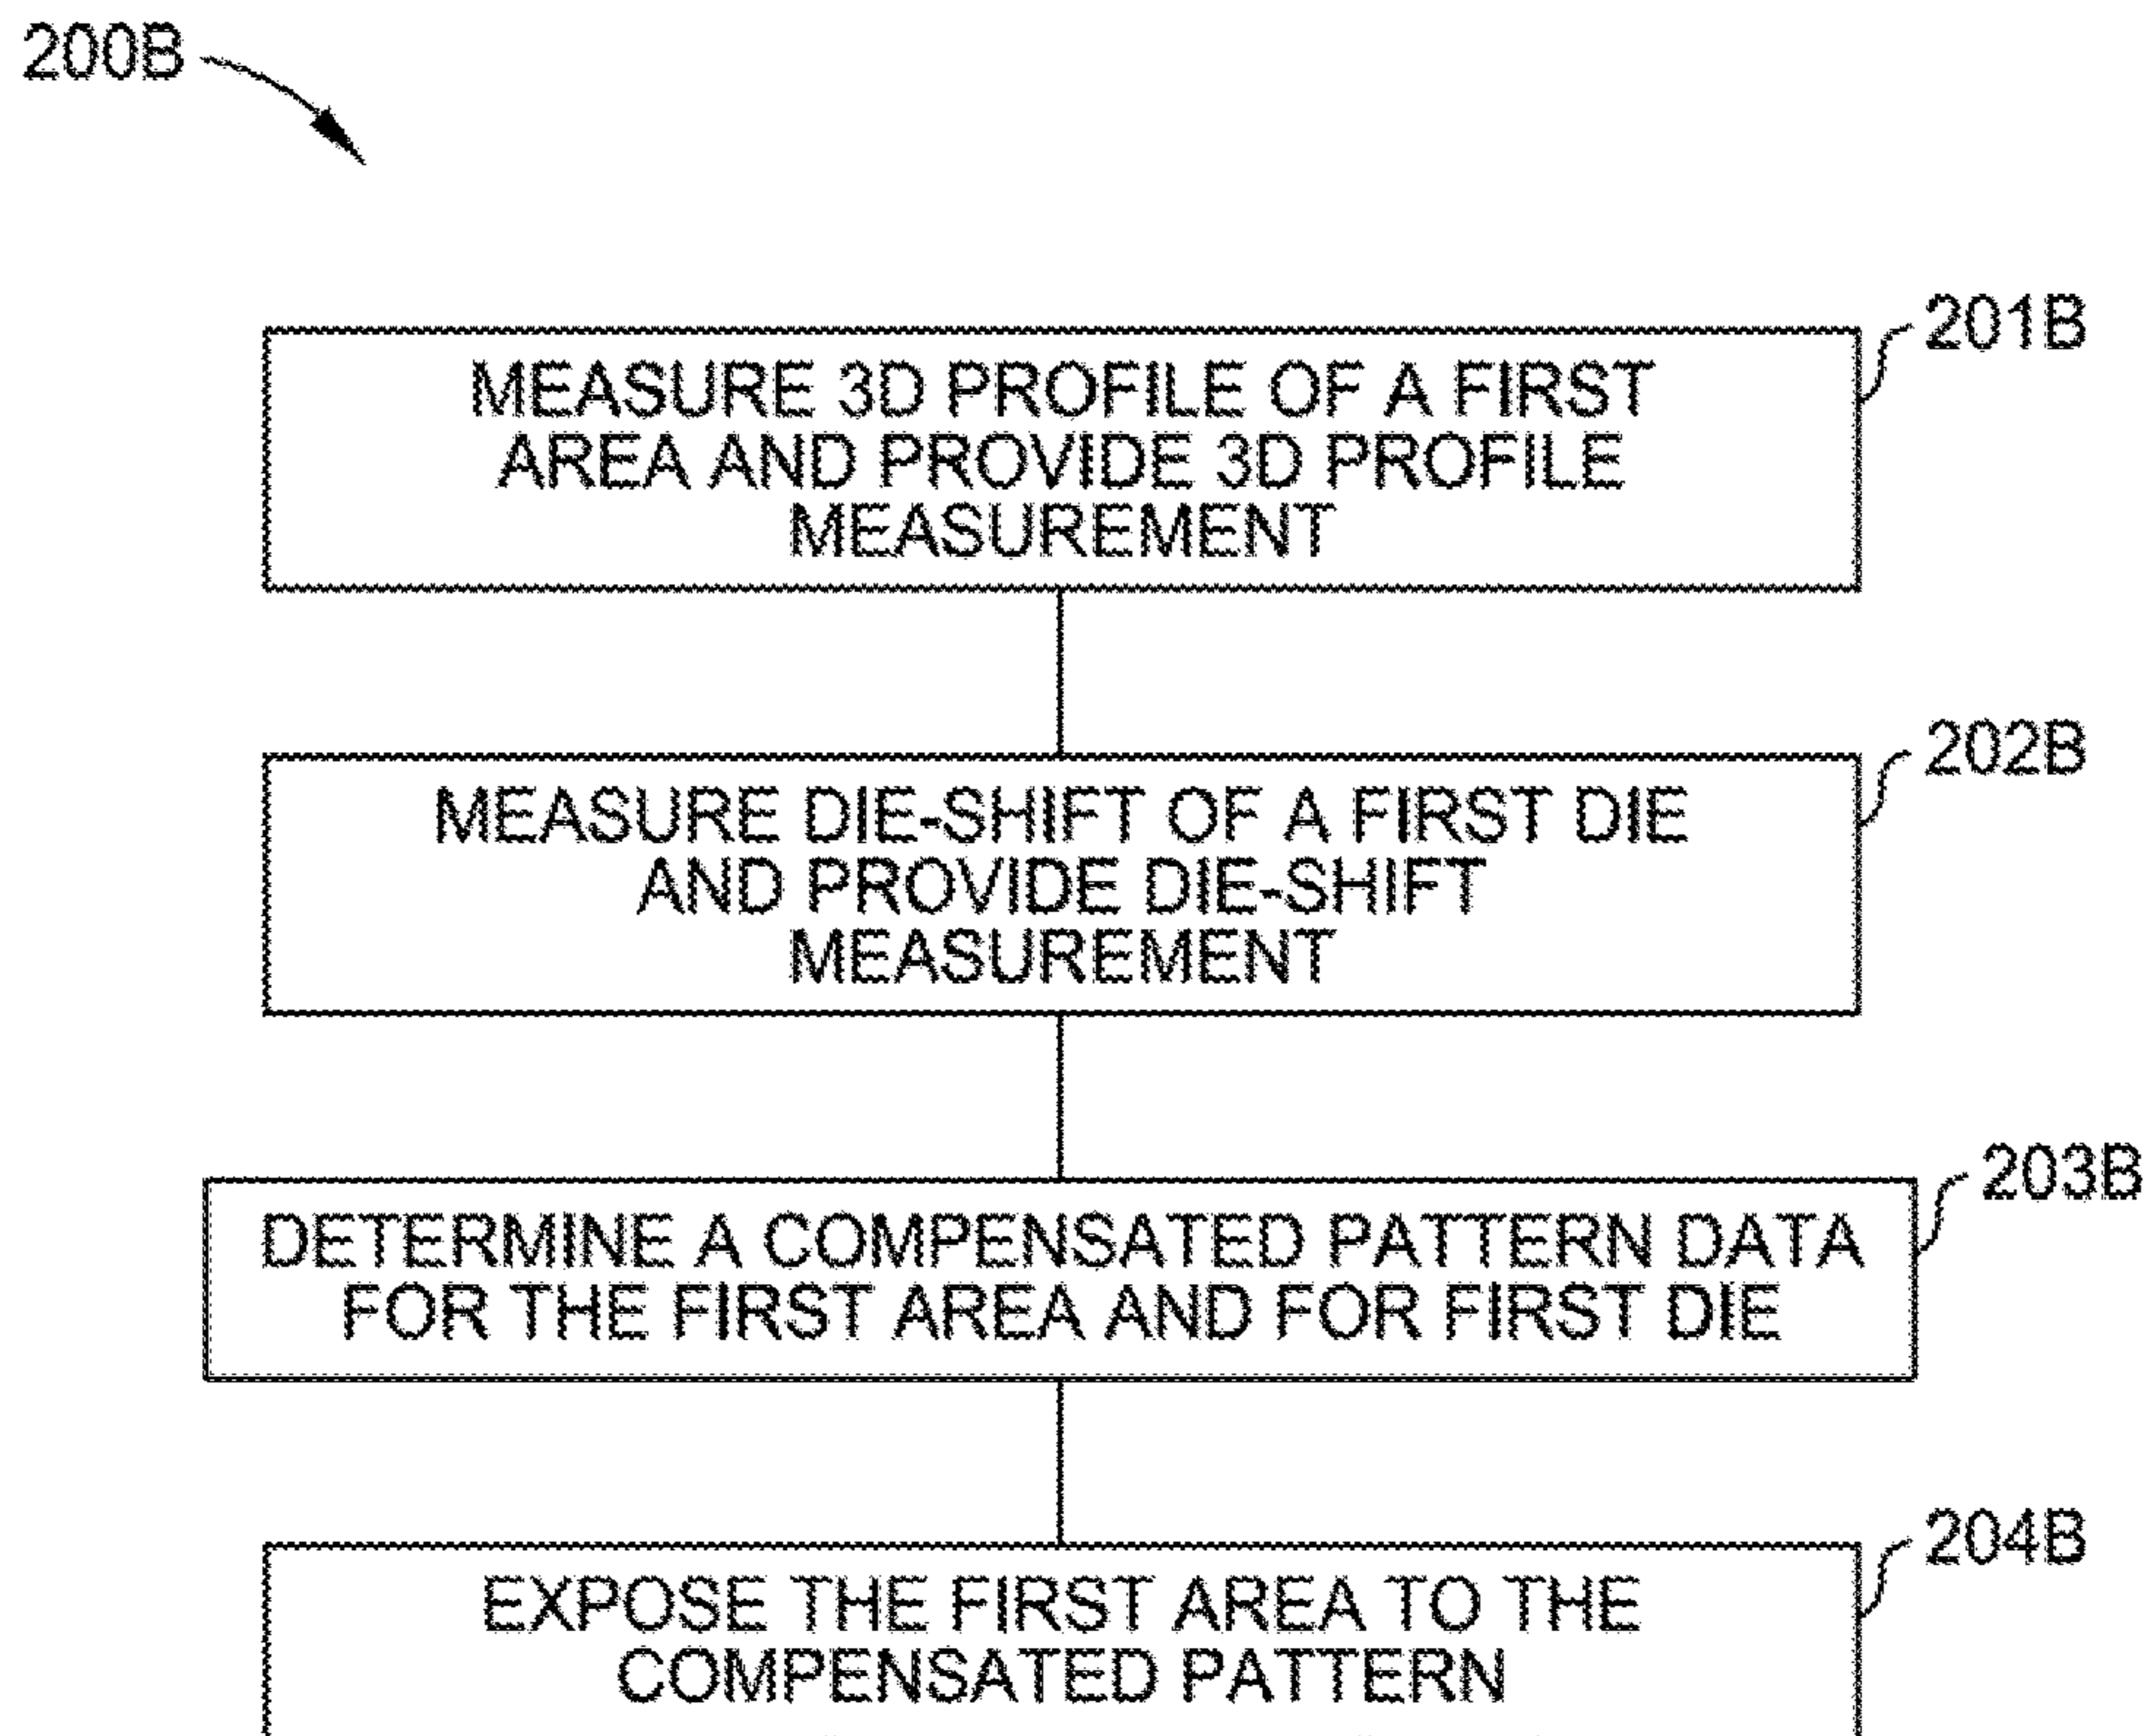 200B
201B
MEASURE 3D PROFILE OF A FIRST
AREA AND PROVIDE 3D PROFILE
MEASUREMENT
202B
MEASURE DIE-SHIFT OF A FIRST DIE
AND PROVIDE DIE-SHIFT
MEASUREMENT
203B
DETERMINE A COMPENSATED PATTERN DATA
FOR THE FIRST AREA AND FOR FIRST DIE
204B
EXPOSE THE FIRST AREA TO THE
COMPENSATED PATTERN